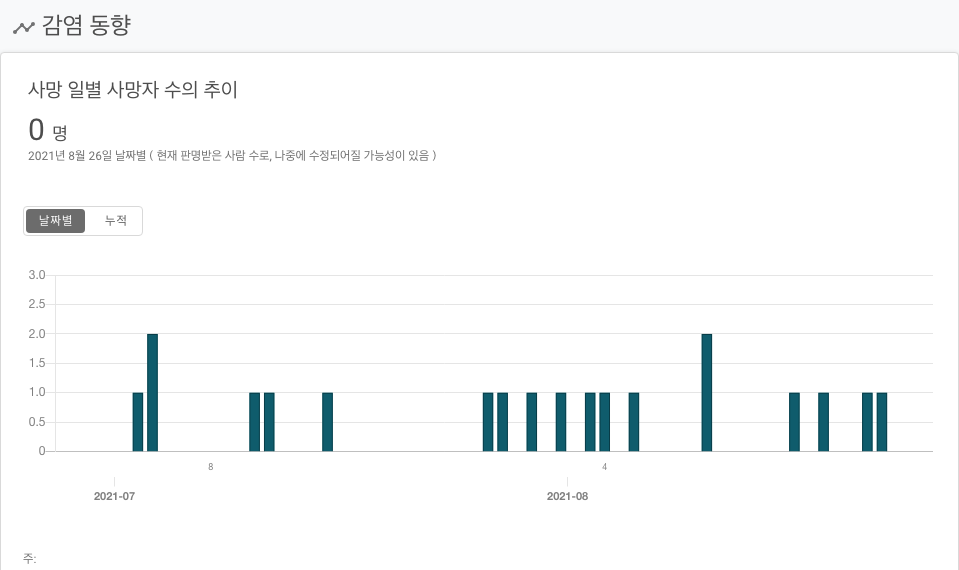 감염 동향
사망 일별 사망자 수의 추이
0 명
2021년 8월 26일 날짜별 ( 현재 판명받은 사람 수로, 나중에 수정되어질 가능성이 있음 )
날짜별 누적
3.0
2.5
2.0
1.5
1.0
0.5
0
8 4
2021-07 2021-08
주: